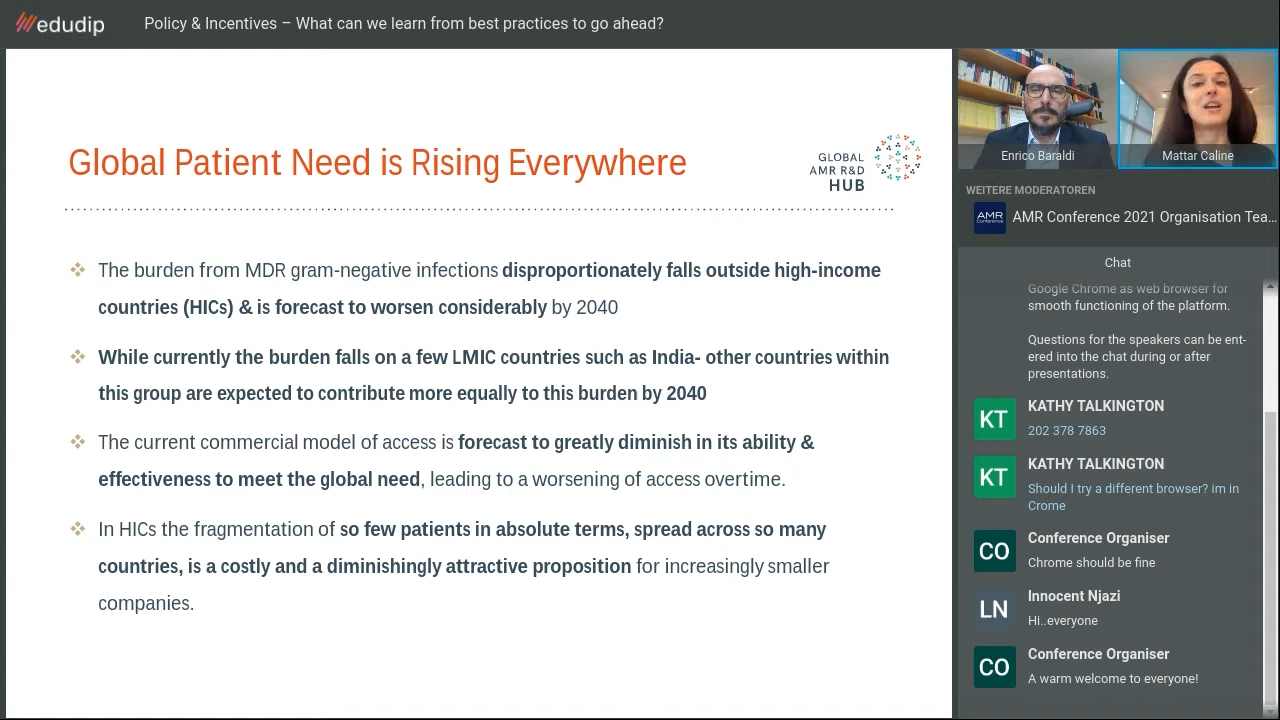 edudip
Policy & Incentives – What can we learn from best practices to go ahead?
Global Patient Need is Rising Everywhere
GLOBAL
AMR R&D
HUB
The burden from MDR gram-negative infections disproportionately falls outside high-income
countries (HICs) & is forecast to worsen considerably by 2040
While currently the burden falls on a few LMIC countries such as India- other countries within
this group are expected to contribute more equally to this burden by 2040
The current commercial model of access is forecast to greatly diminish in its ability &
effectiveness to meet the global need, leading to a worsening of access overtime.
In HICs the fragmentation of so few patients in absolute terms, spread across so many
countries, is a costly and a diminishingly attractive proposition for increasingly smaller
companies.
Enrico Baraldi
Mattar Caline
WEITERE MODERATOREN
AMR
Conference
AMR Conference 2021 Organisation Tea...
Chat
Google Chrome as web browser for
smooth functioning of the platform.
Questions for the speakers can be ent-
ered into the chat during or after
presentations.
KT
KATHY TALKINGTON
202 378 7863
KT
KATHY TALKINGTON
Should I try a different browser? im in
Crome
CO
Conference Organiser
Chrome should be fine
LN
Innocent Njazi
Hi..everyone
CO
Conference Organiser
A warm welcome to everyone!